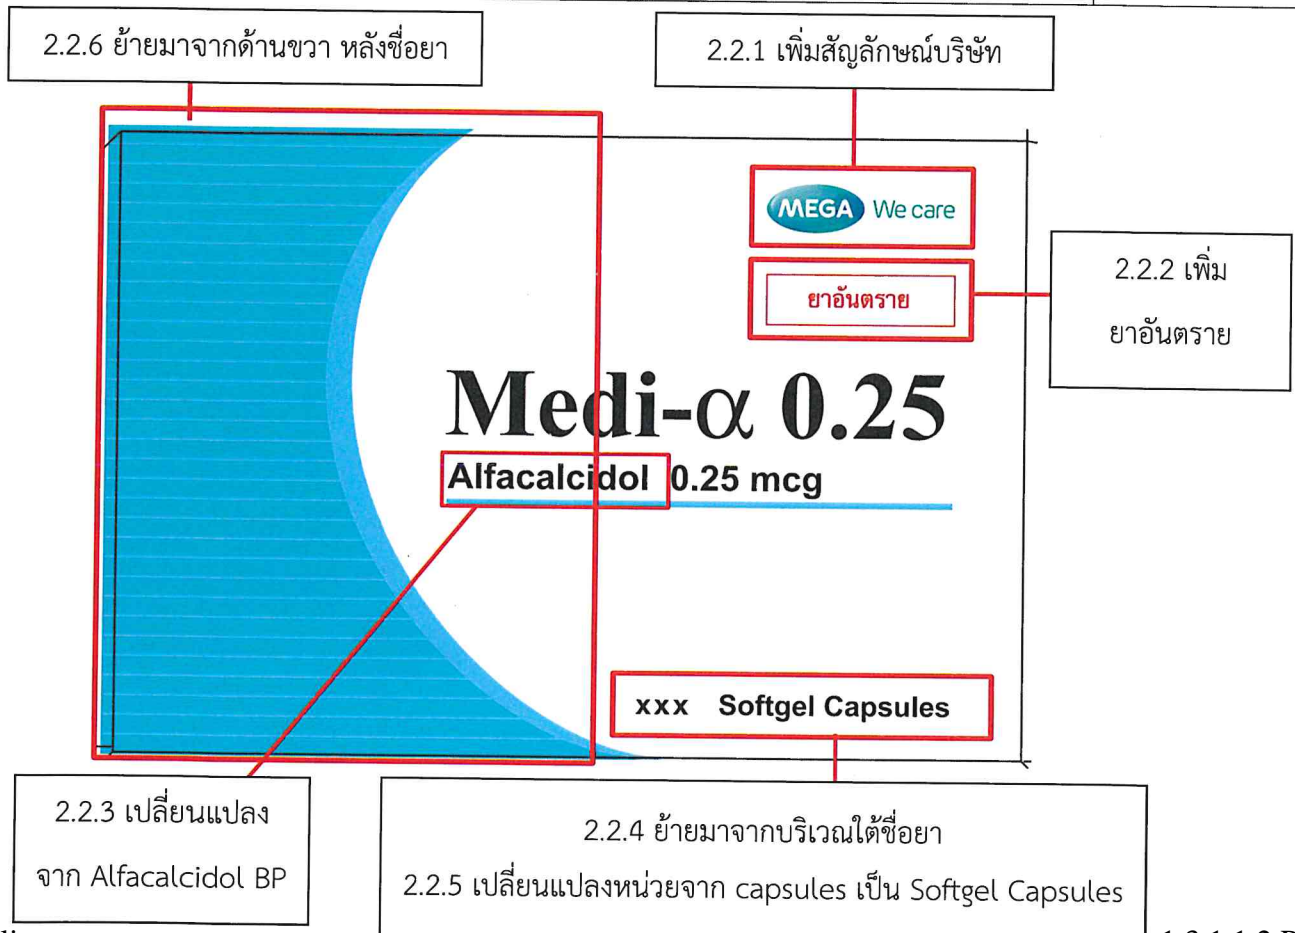 2.2.6 ย้ายมาจากด้านขวา หลังชื่อยา
2.2.1 เพิ่มสัญลักษณ์บริษัท
MEGA We care
2.2.2 เพิ่ม
ยาอันตราย
ยาอันตราย
Medi-α 0.25
Alfacalcidol 0.25 mcg
xxx Softgel Capsules
2.2.3 เปลี่ยนแปลง
จาก Alfacalcidol BP
2.2.4 ย้ายมาจากบริเวณใต้ชื่อยา
2.2.5 เปลี่ยนแปลงหน่วยจาก capsules เป็น Softgel Capsules